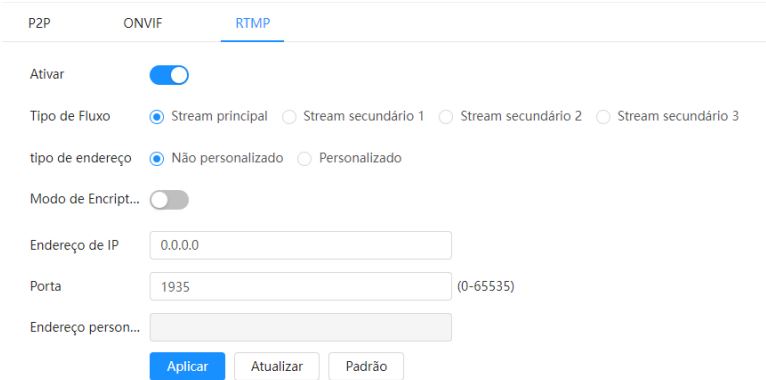 P2P ONVIF RTMP
Ativar
Tipo de Fluxo Stream principal Stream secundário 1 Stream secundário 2 Stream secundário 3
tipo de endereço Não personalizado Personalizado
Modo de Encript...
Endereço de IP 0.0.0.0
Porta 1935 (0-65535)
Endereço person...
Aplicar Atualizar Padrão